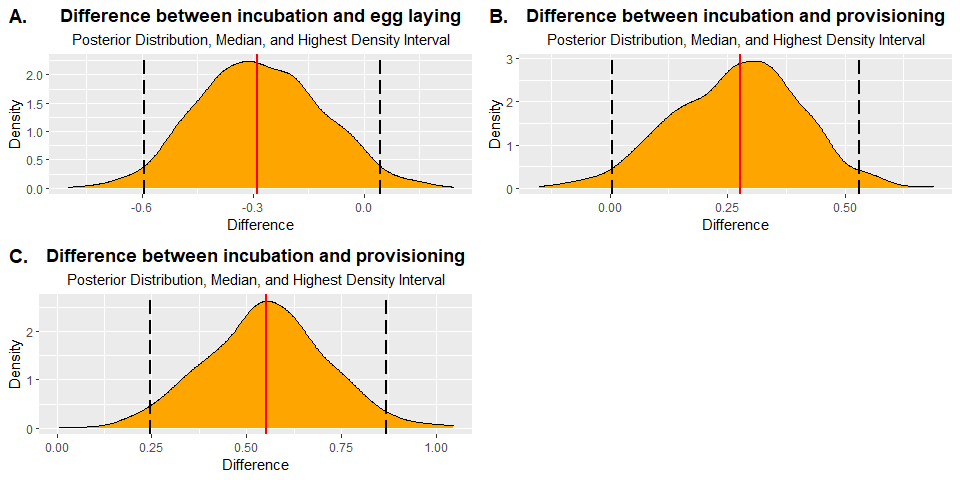 A. Difference between incubation and egg laying
Posterior Distribution, Median, and Highest Density Interval
Density
2.0
1.5
1.0
0.5
0.0
-0.6 -0.3 0.0
Difference
B. Difference between incubation and provisioning
Posterior Distribution, Median, and Highest Density Interval
Density
3
2
1
0
0.00 0.25 0.50
Difference
C. Difference between incubation and provisioning
Posterior Distribution, Median, and Highest Density Interval
Density
2
1
0
0.00 0.25 0.50 0.75 1.00
Difference